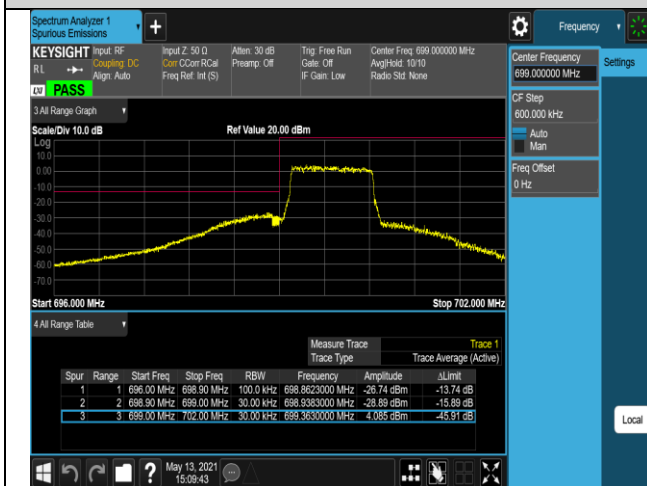 Spectrum Analyzer 1
Spurious Emissions
Frequency
KEYSIGHT Input: RF Input Z: 50 Ω Atten: 30 dB Trig: Free Run Center Freq: 699.000000 MHz
RL Coupling: DC Corr CCorr RCal Preamp: Off Gate: Off Avg|Hold: 10/10
Align: Auto Freq Ref: Int (S) IF Gain: Low Radio Std: None
LXI PASS
3 All Range Graph
Scale/Div 10.0 dB Ref Value 20.00 dBm
Log
10.0
0.00
-10.0
-20.0
-30.0
-40.0
-50.0
-60.0
-70.0
Start 696.000 MHz Stop 702.000 MHz
4 All Range Table
Measure Trace Trace 1
Trace Type Trace Average (Active)
Spur Range Start Freq Stop Freq RBW Frequency Amplitude ΔLimit
1 1 696.00 MHz 698.90 MHz 100.0 kHz 698.8623000 MHz -26.74 dBm -13.74 dB
2 2 698.90 MHz 699.00 MHz 30.00 kHz 698.9383000 MHz -28.89 dBm -15.89 dB
3 3 699.00 MHz 702.00 MHz 30.00 kHz 699.3630000 MHz 4.085 dBm -45.91 dB
Center Frequency
699.000000 MHz
Settings
CF Step
600.000 kHz
Auto
Man
Freq Offset
0 Hz
Local
? May 13, 2021
15:09:43